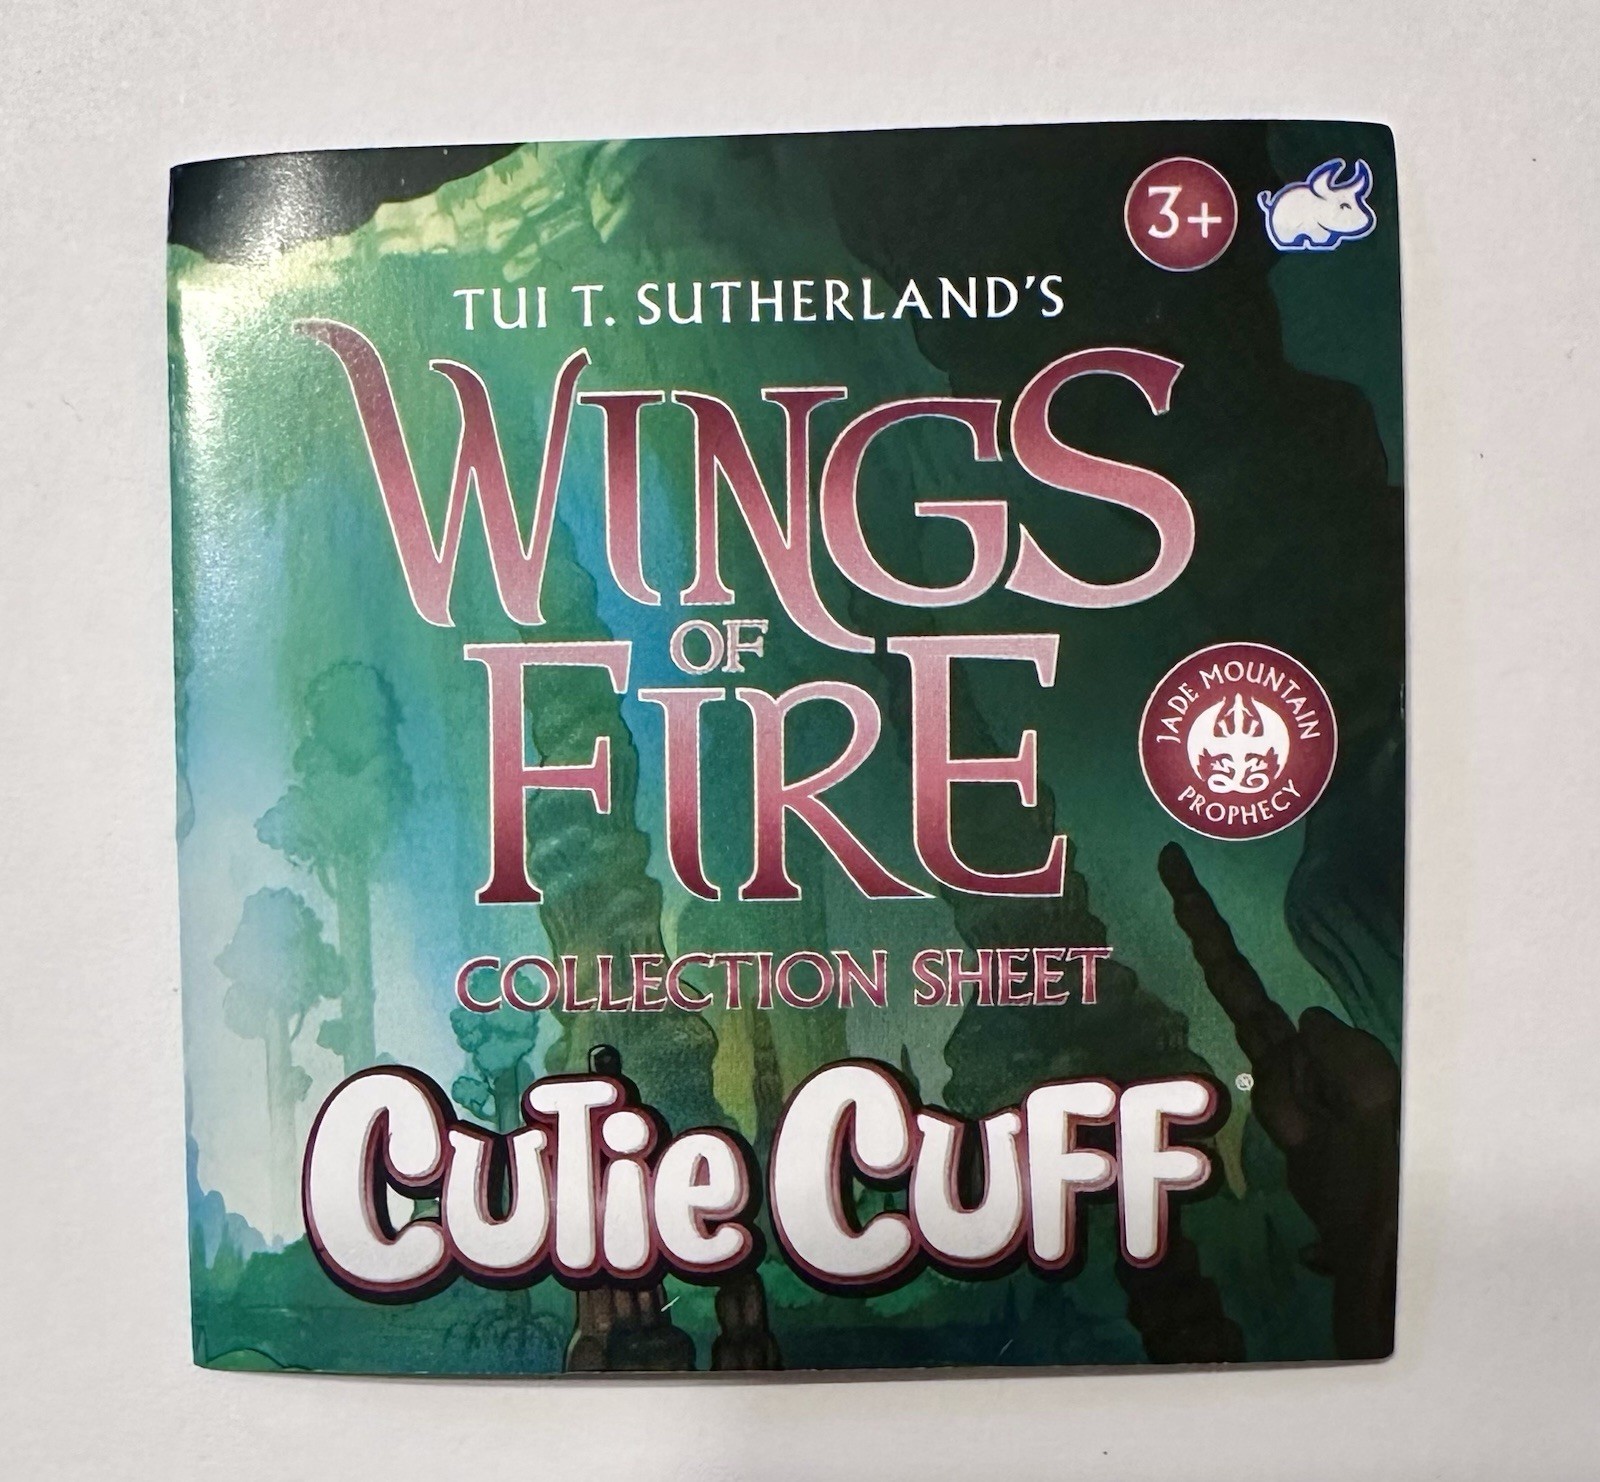 3+
TUI T. SUTHERLAND'S
WINGS
OF
FIRE
JADE MOUNTAIN
PROPHECY
COLLECTION SHEET
CUTiE CUFF®